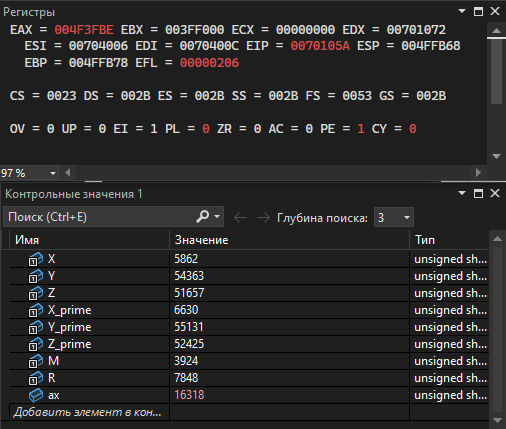 Регистры
EAX = 004F3FBE EBX = 003FF000 ECX = 00000000 EDX = 00701072
ESI = 00704006 EDI = 0070400C EIP = 0070105A ESP = 004FFB68
EBP = 004FFB78 EFL = 00000206
CS = 0023 DS = 002B ES = 002B SS = 002B FS = 0053 GS = 002B
OV = 0 UP = 0 EI = 1 PL = 0 ZR = 0 AC = 0 PE = 1 CY = 0
97 %
Контрольные значения 1
Поиск (Ctrl+E) Глубина поиска: 3
Имя Значение Тип
X 5862 unsigned sh...
Y 54363 unsigned sh...
Z 51657 unsigned sh...
X_prime 6630 unsigned sh...
Y_prime 55131 unsigned sh...
Z_prime 52425 unsigned sh...
M 3924 unsigned sh...
R 7848 unsigned sh...
ax 16318 unsigned sh...
Добавить элемент в кон...